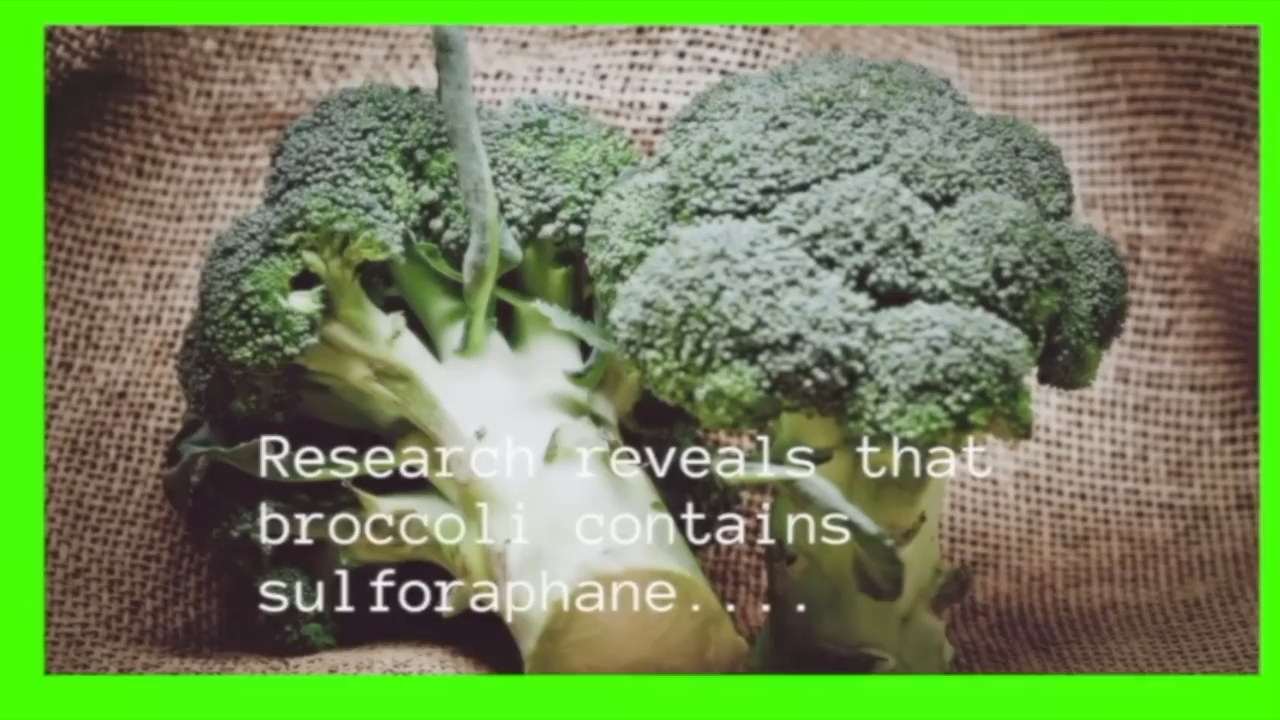 Research reveals that
broccoli contains
sulforaphane....